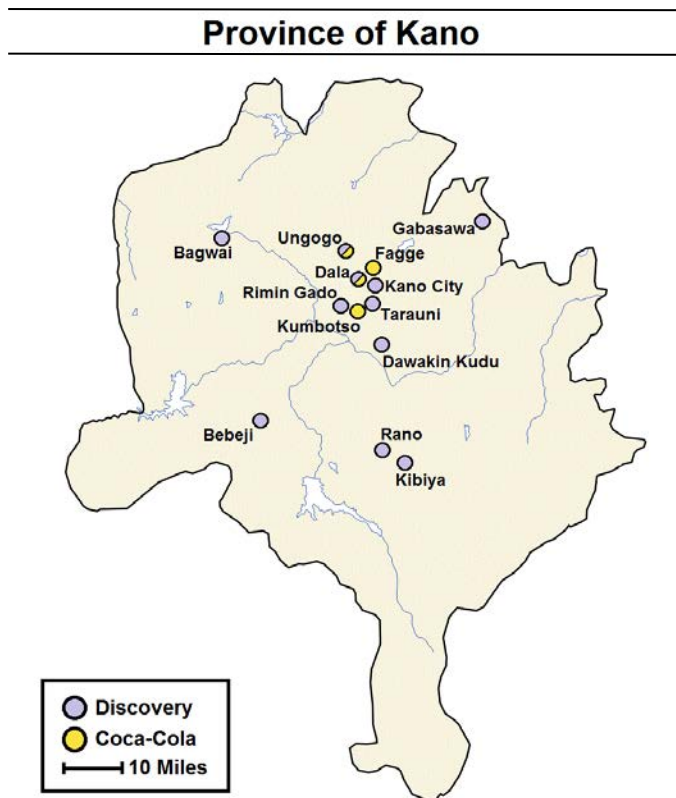 Province of Kano
Gabasawa
Ungogo
Fagge
Bagwai
Dala
Kano City
Rimin Gado
Tarauni
Kumbotso
Dawakin Kudu
Bebeji
Rano
Kibiya
Discovery
Coca-Cola
10 Miles